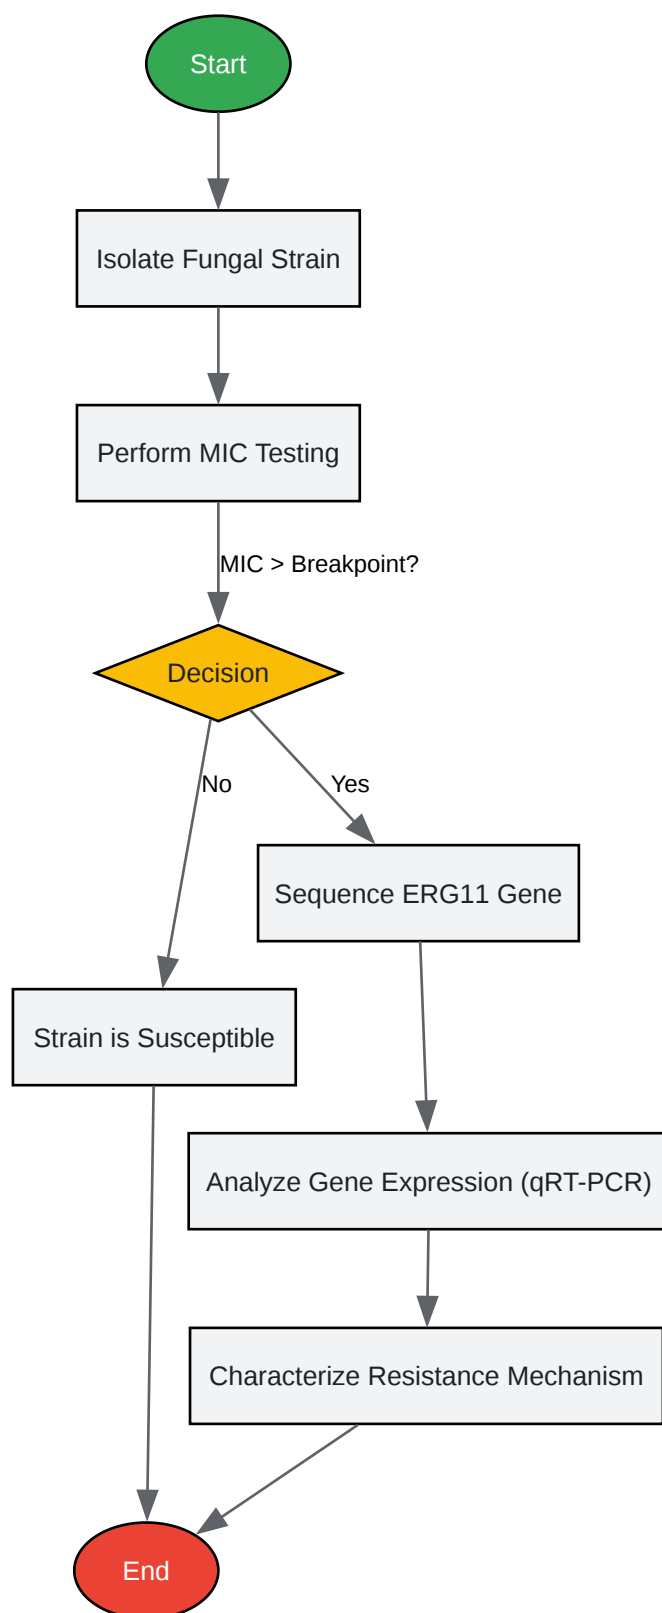 Start
Isolate Fungal Strain
Perform MIC Testing
MIC > Breakpoint?
Decision
No
Yes
Sequence ERG11 Gene
Strain is Susceptible
Analyze Gene Expression (qRT-PCR)
Characterize Resistance Mechanism
End